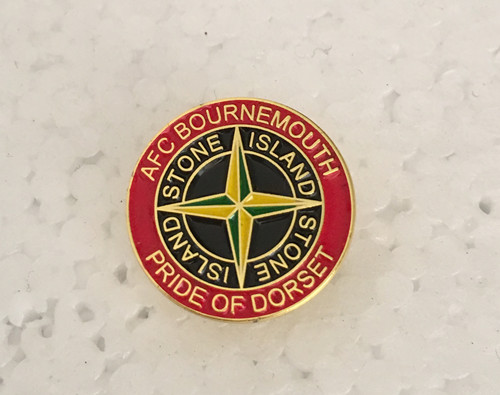 AFC BOURNEMOUTH
STONE ISLAND
STONE ISLAND
PRIDE OF DORSET